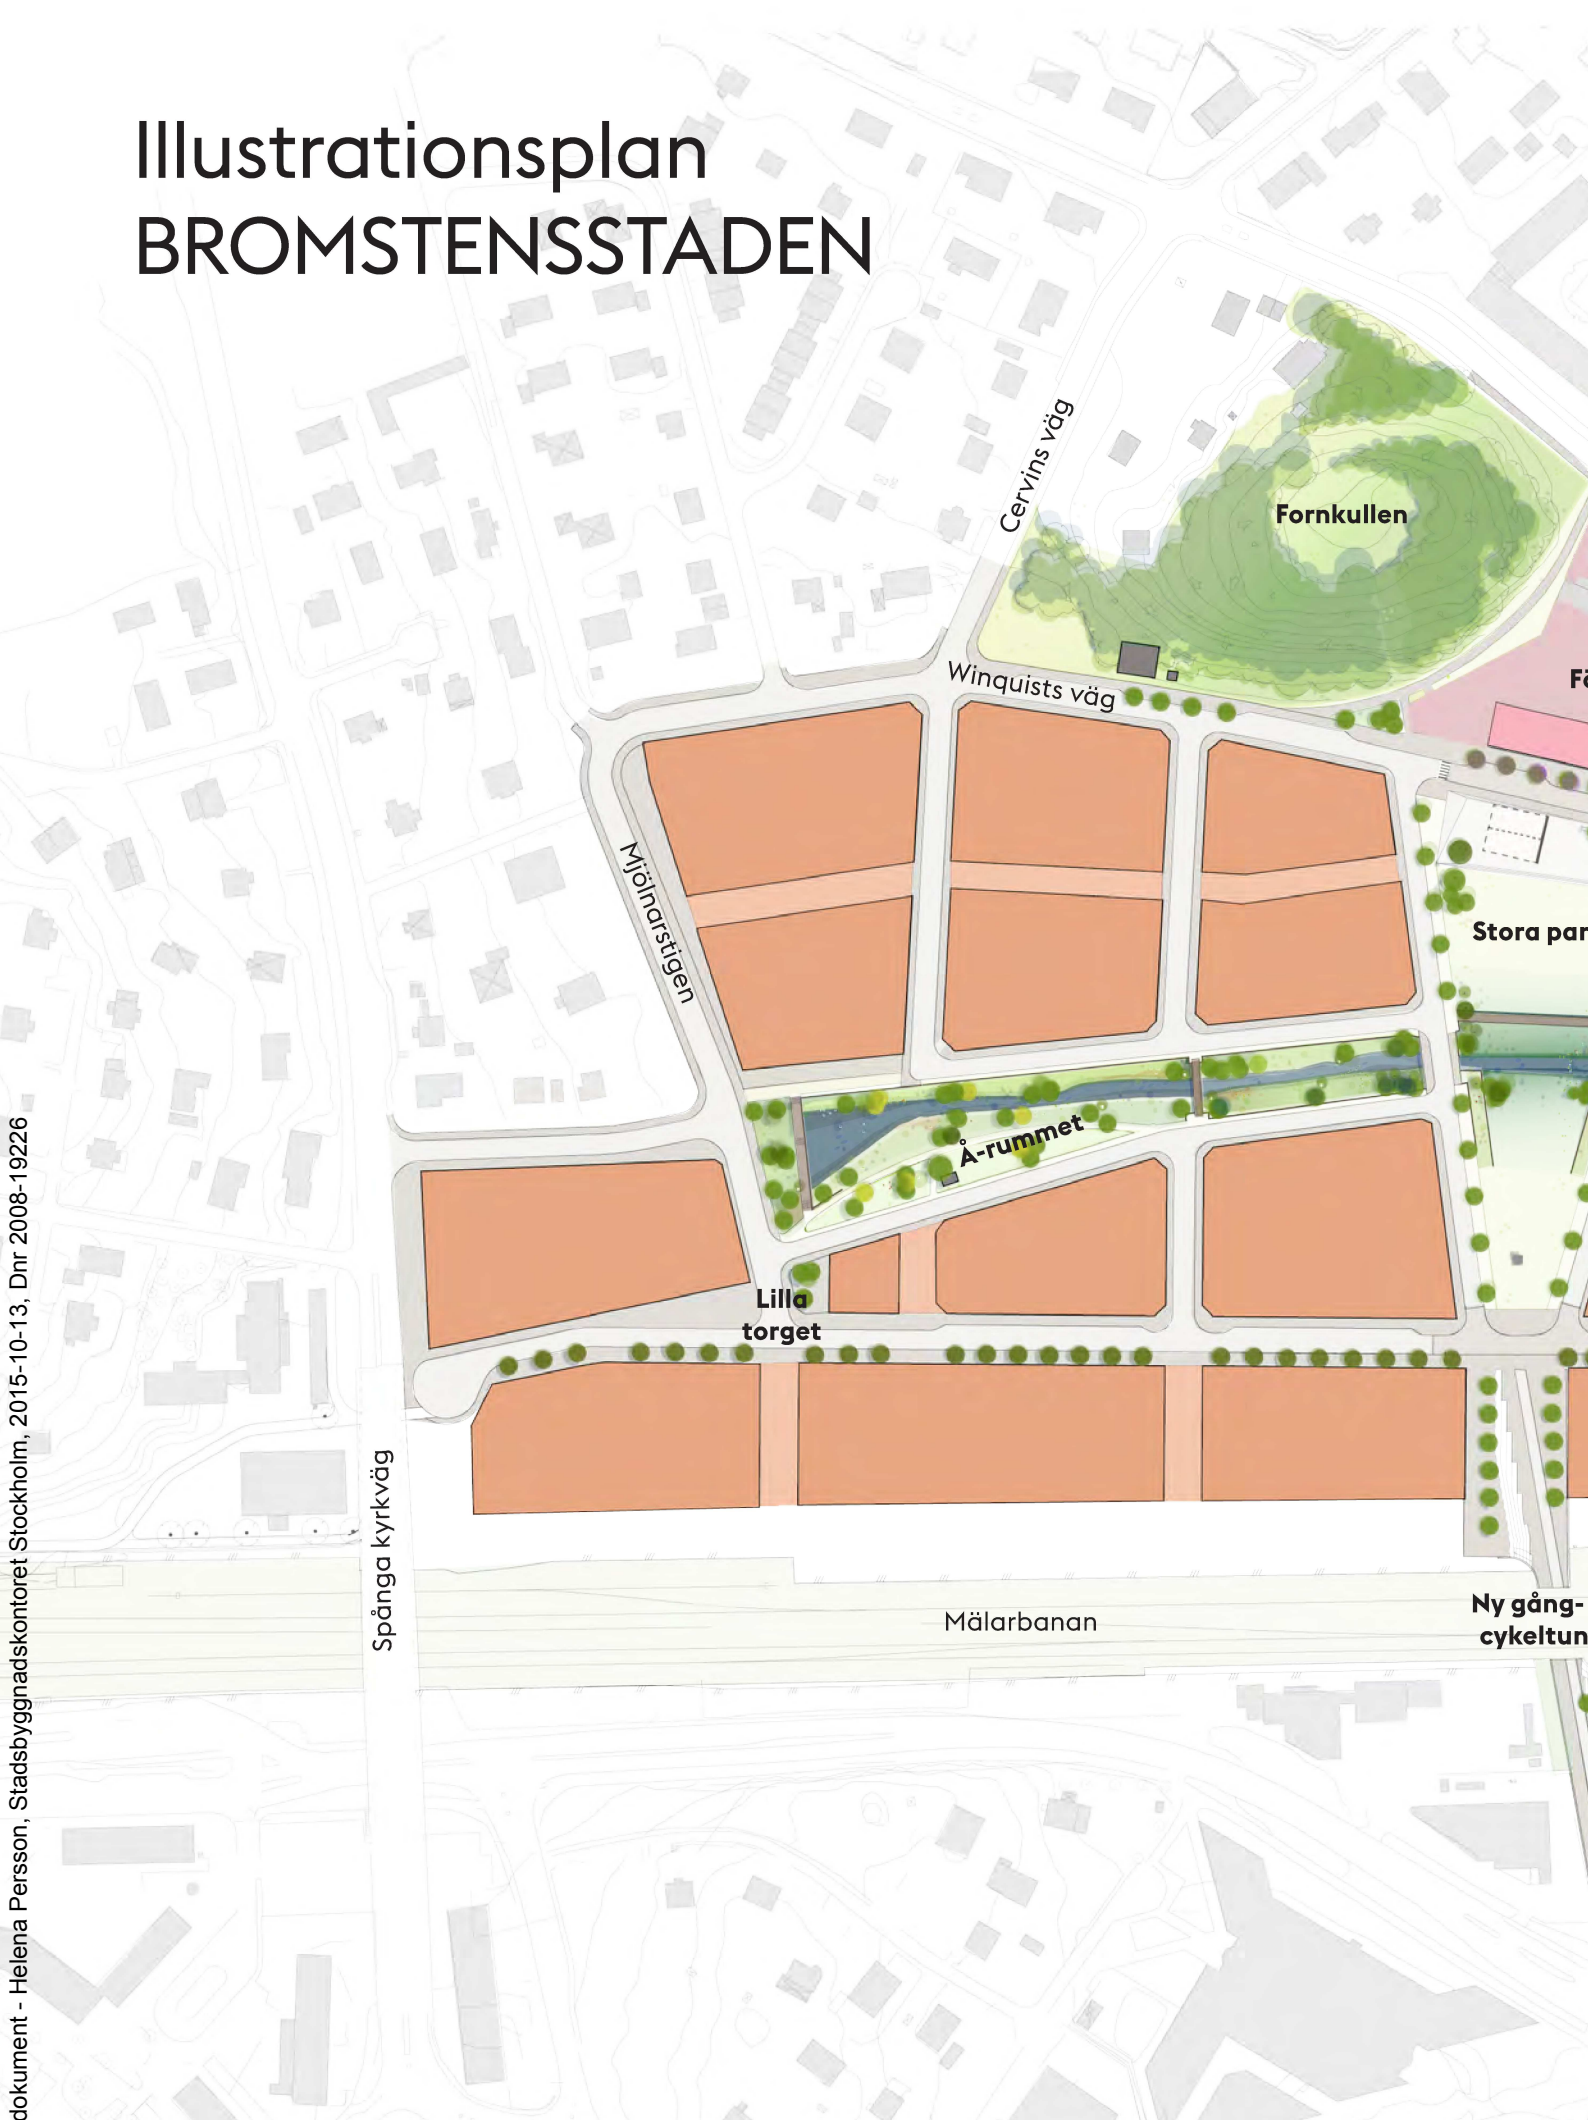 Illustrationsplan
BROMSTENSSTADEN
Cervins väg
Fornkullen
Winquists väg
Mjölnarstigen
Stora par
Å-rummet
Lilla
torget
Spånga kyrkväg
Mälarbanan
Ny gång-
cykeltun
dokument - Helena Persson, Stadsbyggnadskontoret Stockholm, 2015-10-13, Dnr 2008-19226